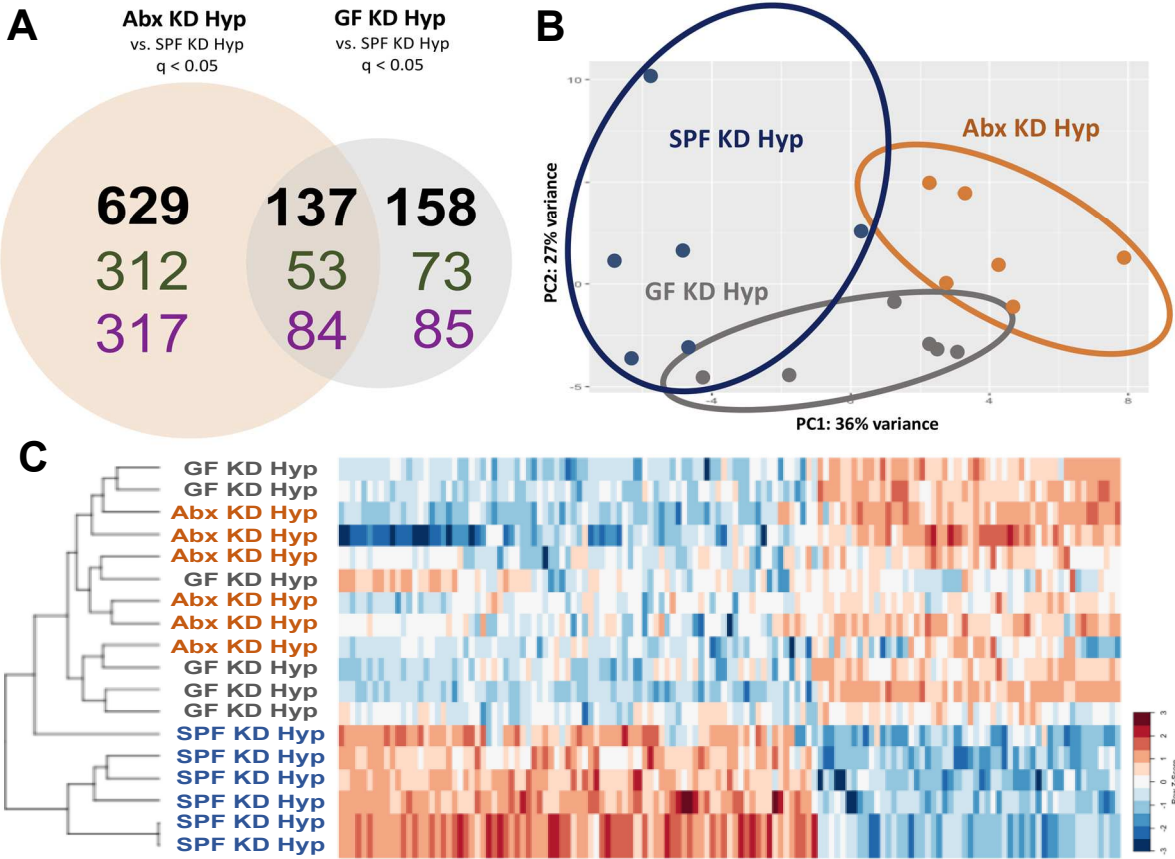 A
Abx KD Hyp
vs. SPF KD Hyp
q < 0.05
GF KD Hyp
vs. SPF KD Hyp
q < 0.05
629
312
317
137
53
84
158
73
85
B
SPF KD Hyp
Abx KD Hyp
GF KD Hyp
PC2: 27% variance
10
0
-5
-4
0
4
8
PC1: 36% variance
C
GF KD Hyp
GF KD Hyp
Abx KD Hyp
Abx KD Hyp
Abx KD Hyp
GF KD Hyp
Abx KD Hyp
Abx KD Hyp
Abx KD Hyp
GF KD Hyp
GF KD Hyp
GF KD Hyp
SPF KD Hyp
SPF KD Hyp
SPF KD Hyp
SPF KD Hyp
SPF KD Hyp
SPF KD Hyp
3
2
1
0
-1
-2
-3